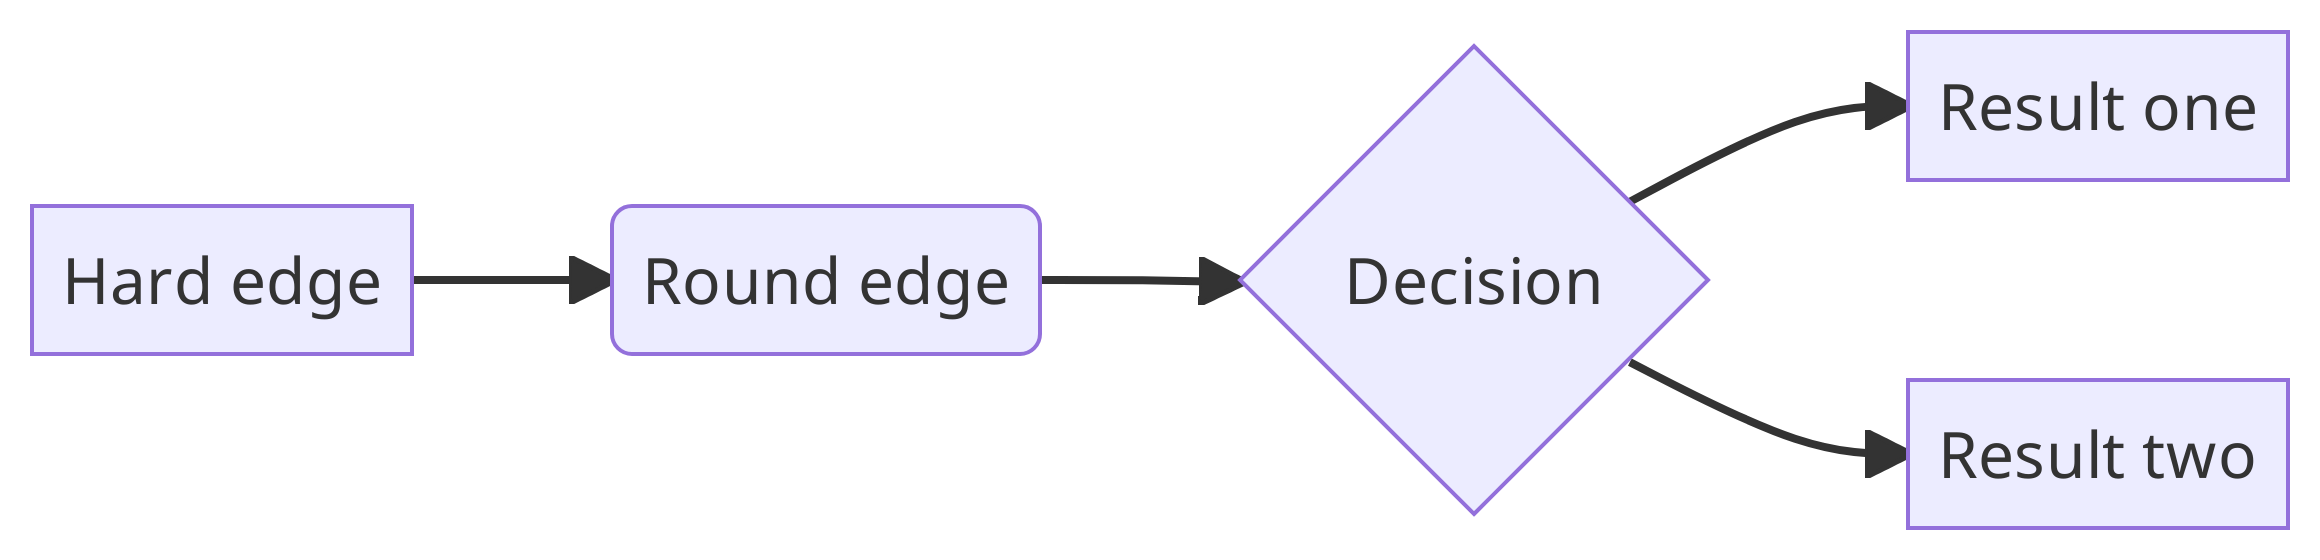 Hard edge
Round edge
Decision
Result one
Result two